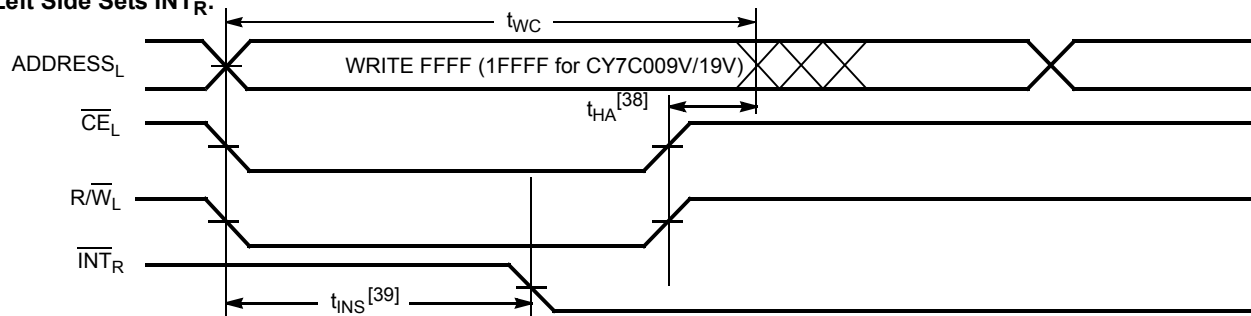 Left Side Sets INTR:
tWC
ADDRESSL
WRITE FFFF (1FFFF for CY7C009V/19V)
tHA[38]
CEL
R/WL
INTR
tINS[39]